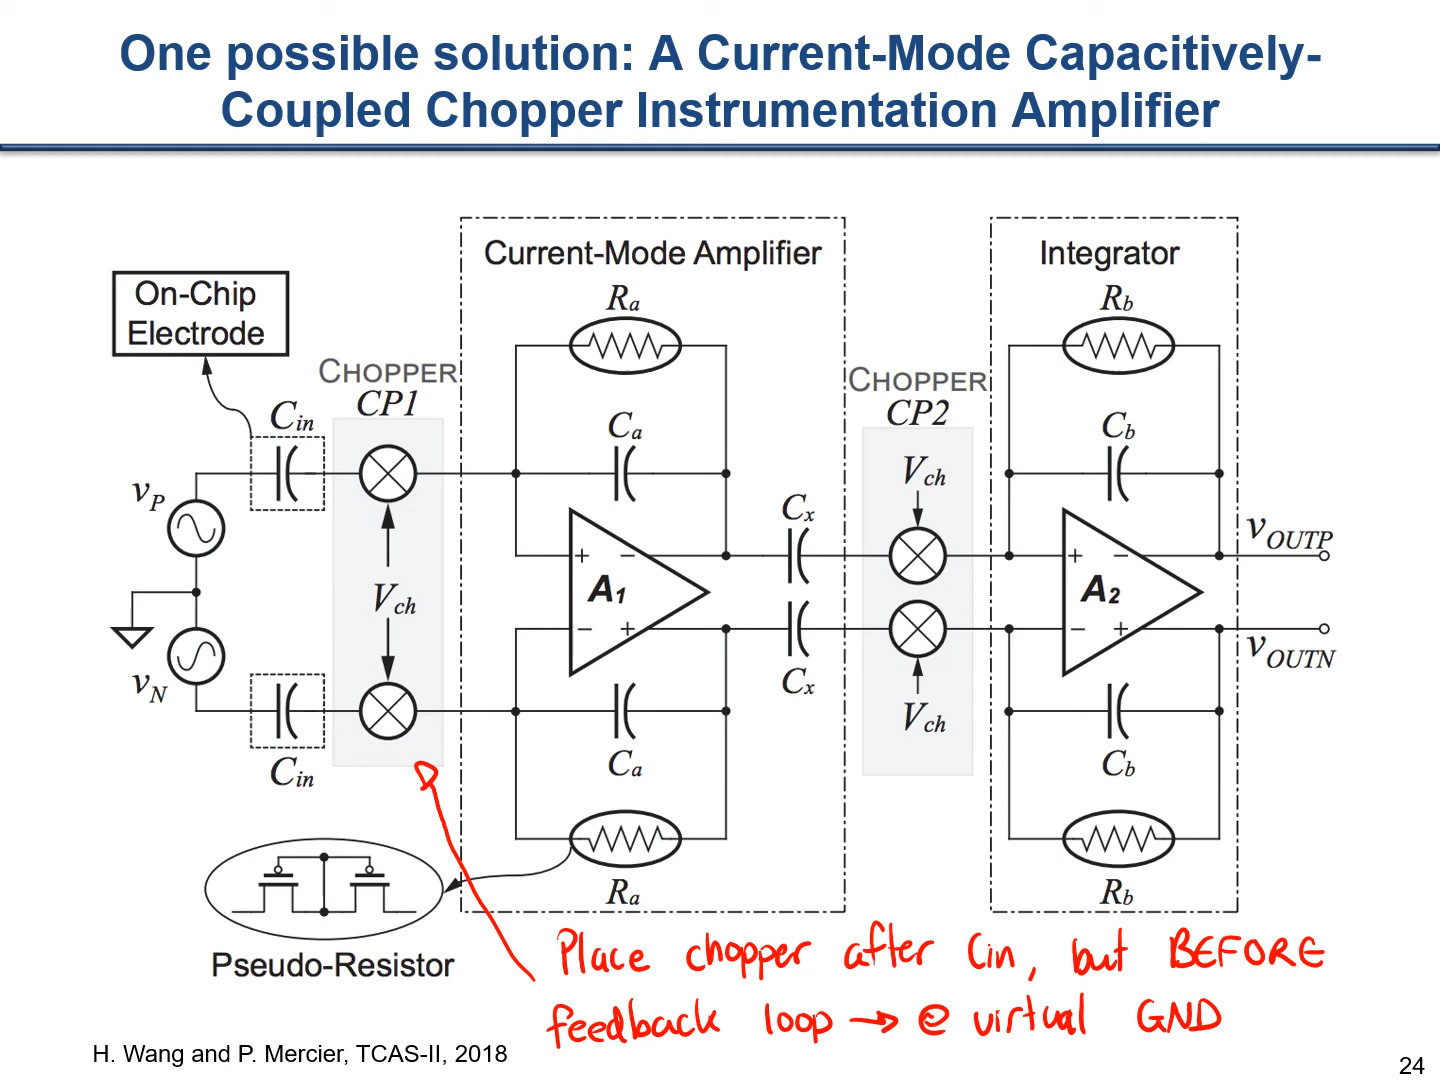 One possible solution: A Current-Mode Capacitively-
Coupled Chopper Instrumentation Amplifier
Current-Mode Amplifier
Integrator
On-Chip
Electrode
Ra
Rb
CHOPPER
CP1
CHOPPER
CP2
Cin
Ca
Cb
Vch
vP
Cx
vOUTP
+ −
A1
+ −
A2
Vch
− +
− +
vN
Cx
vOUTN
Vch
Cin
Ca
Cb
Ra
Rb
Pseudo-Resistor
Place chopper after Cin, but BEFORE
feedback loop → @ virtual GND
H. Wang and P. Mercier, TCAS-II, 2018
24